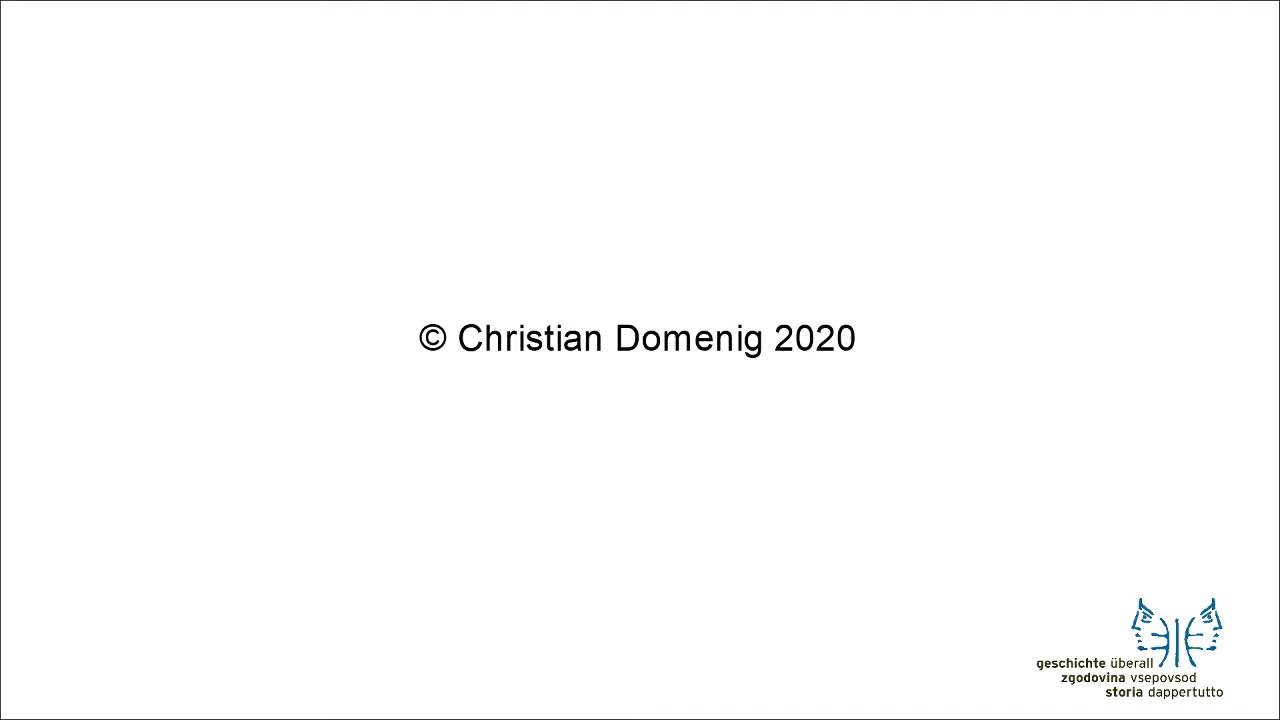 © Christian Domenig 2020
geschichte überall
zgodovina vsepovsod
storia dappertutto